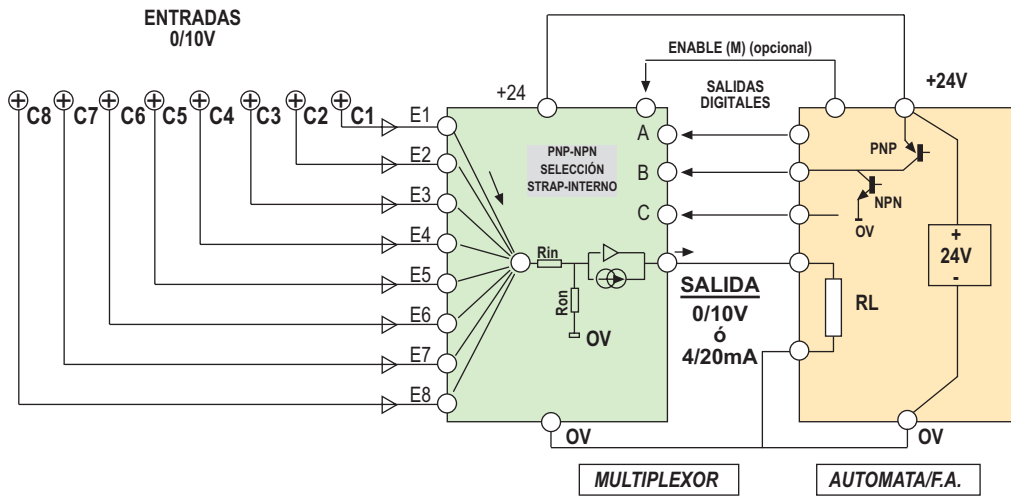 ENTRADAS
0/10V
ENABLE (M) (opcional)
+24
SALIDAS
DIGITALES
+24V
C8 C7 C6 C5 C4 C3 C2 C1
E1
E2
E3
E4
E5
E6
E7
E8
PNP-NPN
SELECCIÓN
STRAP-INTERNO
A
B
C
PNP
NPN
OV
Rin
Ron
OV
SALIDA
0/10V
ó
4/20mA
RL
+
24V
-
OV
OV
MULTIPLEXOR
AUTOMATA/F.A.